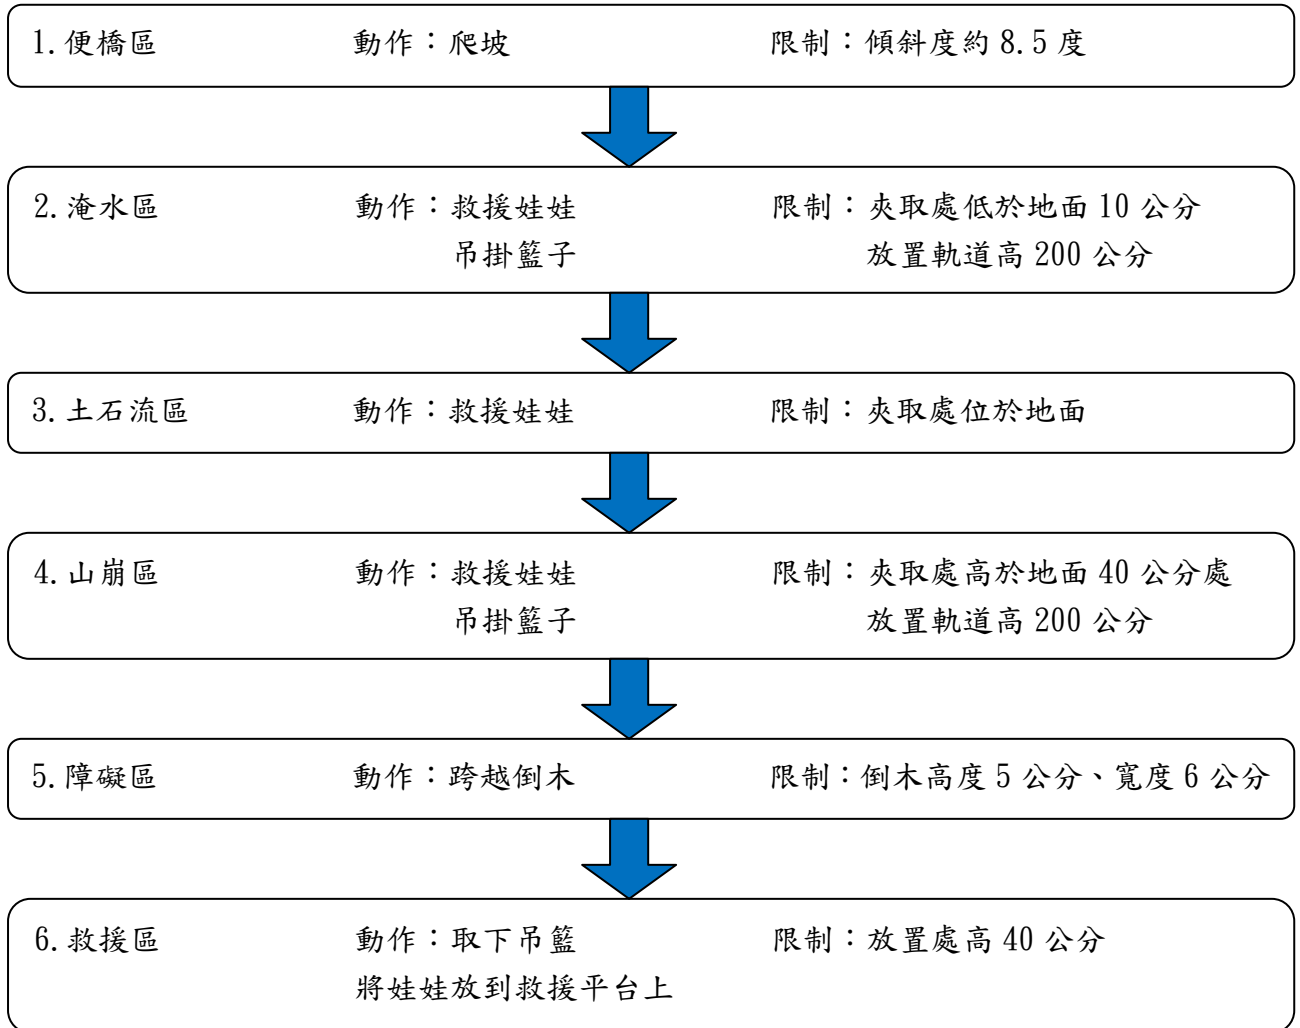 1.便橋區 動作：爬坡 限制：傾斜度約 8.5 度
2.淹水區 動作：救援娃娃 限制：夾取處低於地面 10 公分
吊掛籃子 放置軌道高 200 公分
3.土石流區 動作：救援娃娃 限制：夾取處位於地面
4.山崩區 動作：救援娃娃 限制：夾取處高於地面 40 公分處
吊掛籃子 放置軌道高 200 公分
5.障礙區 動作：跨越倒木 限制：倒木高度 5 公分、寬度 6 公分
6.救援區 動作：取下吊籃 限制：放置處高 40 公分
將娃娃放到救援平台上